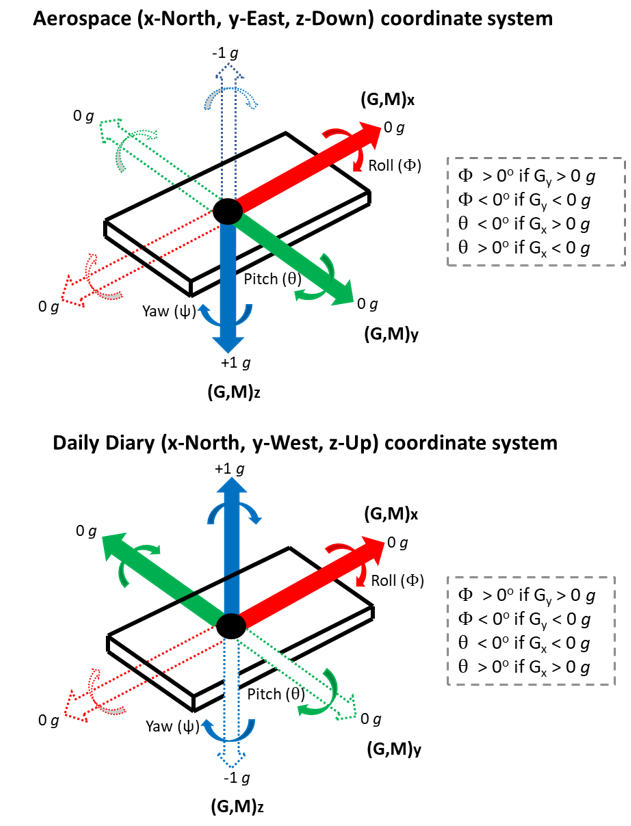 Aerospace (x-North, y-East, z-Down) coordinate system
-1 g
(G,M)x
0 g
0 g
Roll (Φ)
Φ > 0° if Gy > 0 g
Φ < 0° if Gy < 0 g
θ < 0° if Gx > 0 g
θ > 0° if Gx < 0 g
Pitch (θ)
0 g
Yaw (ψ)
0 g
(G,M)y
+1 g
(G,M)z
Daily Diary (x-North, y-West, z-Up) coordinate system
+1 g
(G,M)x
0 g
0 g
Roll (Φ)
Φ > 0° if Gy > 0 g
Φ < 0° if Gy < 0 g
θ < 0° if Gx < 0 g
θ > 0° if Gx > 0 g
Pitch (θ)
0 g
Yaw (ψ)
0 g
(G,M)y
-1 g
(G,M)z